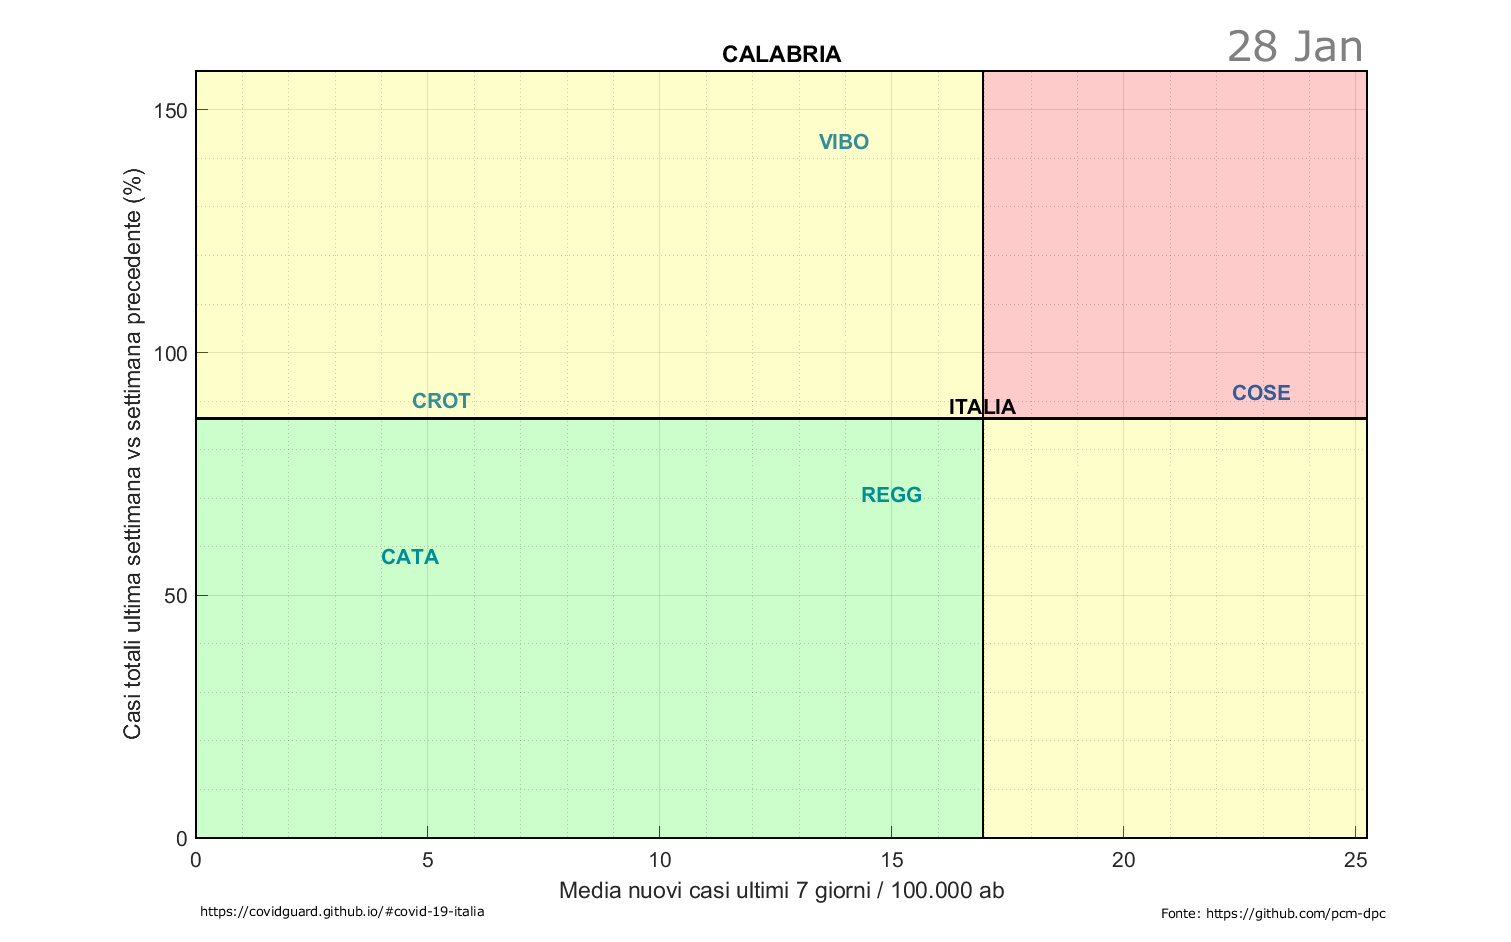 28 Jan
CALABRIA
Casi totali ultima settimana vs settimana precedente (%)
150
100
50
0
VIBO
CROT
COSE
ITALIA
REGG
CATA
0 5 10 15 20 25
Media nuovi casi ultimi 7 giorni / 100.000 ab
https://covidguard.github.io/#covid-19-italia
Fonte: https://github.com/pcm-dpc